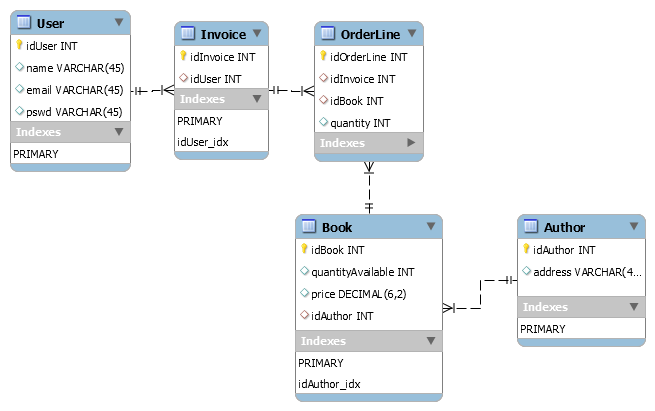 User
idUser INT
name VARCHAR(45)
email VARCHAR(45)
pswd VARCHAR(45)
Indexes
PRIMARY
Invoice
idInvoice INT
idUser INT
Indexes
PRIMARY
idUser_idx
OrderLine
idOrderLine INT
idInvoice INT
idBook INT
quantity INT
Indexes
Book
idBook INT
quantityAvailable INT
price DECIMAL(6,2)
idAuthor INT
Indexes
PRIMARY
idAuthor_idx
Author
idAuthor INT
address VARCHAR(4...
Indexes
PRIMARY